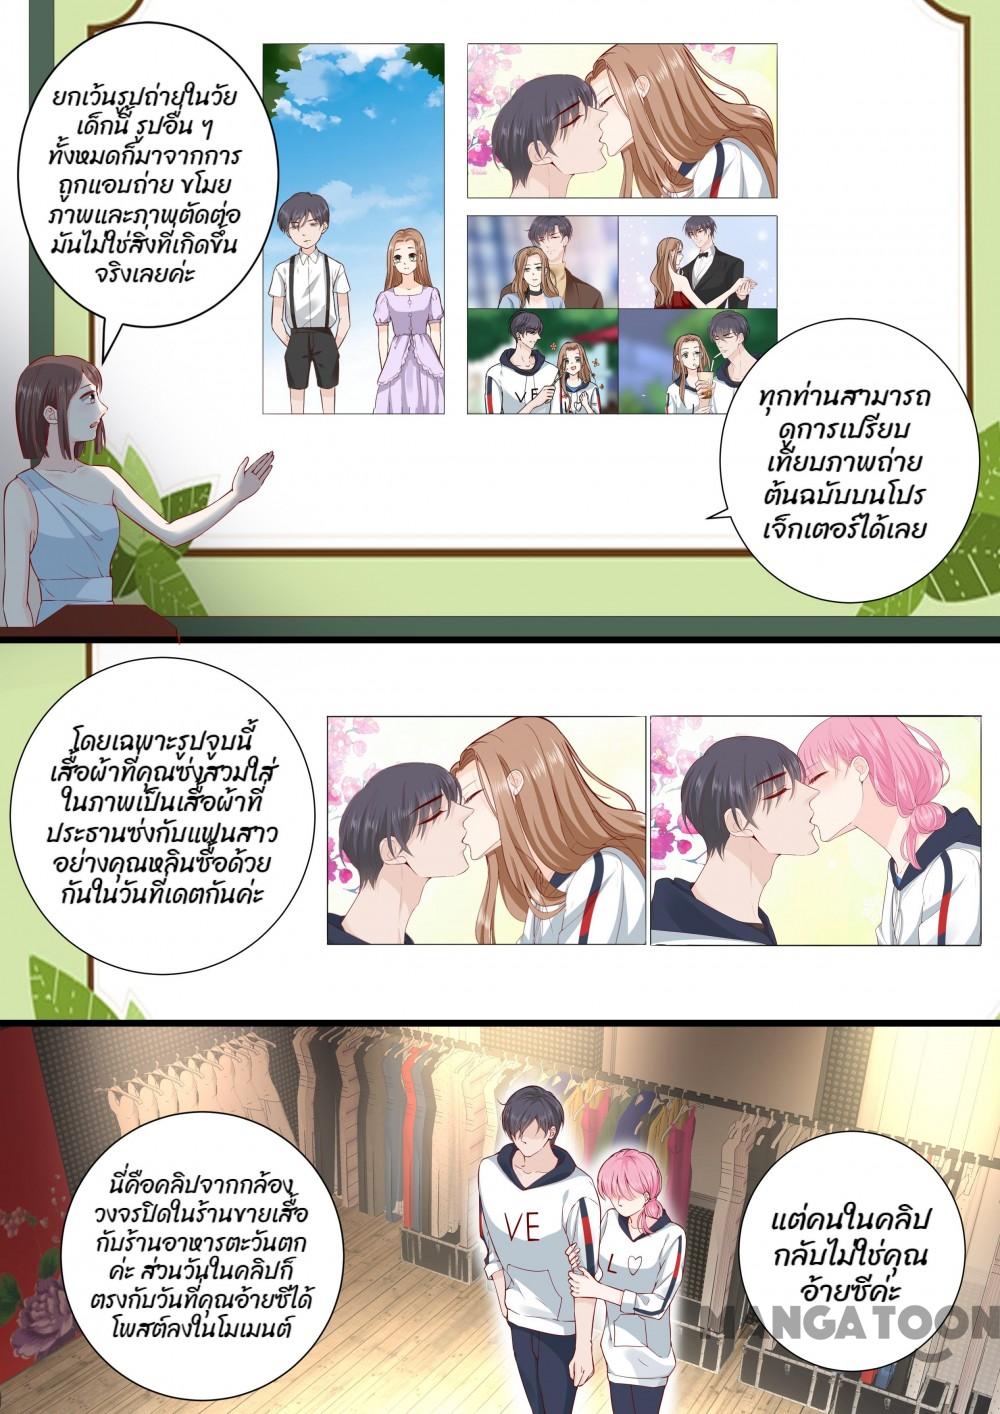 ยกเว้นรูปถ่ายในวัย
เด็กนี้ รูปอื่น ๆ
ทั้งหมดก็มาจากการ
ถูกแอบถ่าย ขโมย
ภาพและภาพตัดต่อ
มันไม่ใช่สิ่งที่เกิดขึ้น
จริงเลยค่ะ
ทุกท่านสามารถ
ดูการเปรียบ
เทียบภาพถ่าย
ต้นฉบับบนโปร
เจ็กเตอร์ได้เลย
โดยเฉพาะรูปจูบนี้
เสื้อผ้าที่คุณซ่งสวมใส่
ในภาพเป็นเสื้อผ้าที่
ประธานซ่งกับแฟนสาว
อย่างคุณหลินซื้อด้วย
กันในวันที่เดตกันค่ะ
นี่คือคลิปจากกล้อง
วงจรปิดในร้านขายเสื้อ
กับร้านอาหารตะวันตก
ค่ะ ส่วนวันในคลิปก็
ตรงกับวันที่คุณอ้ายซีได้
โพสต์ลงในโมเมนต์
VE
L
แต่คนในคลิป
กลับไม่ใช่คุณ
อ้ายซีค่ะ
MANGATOON